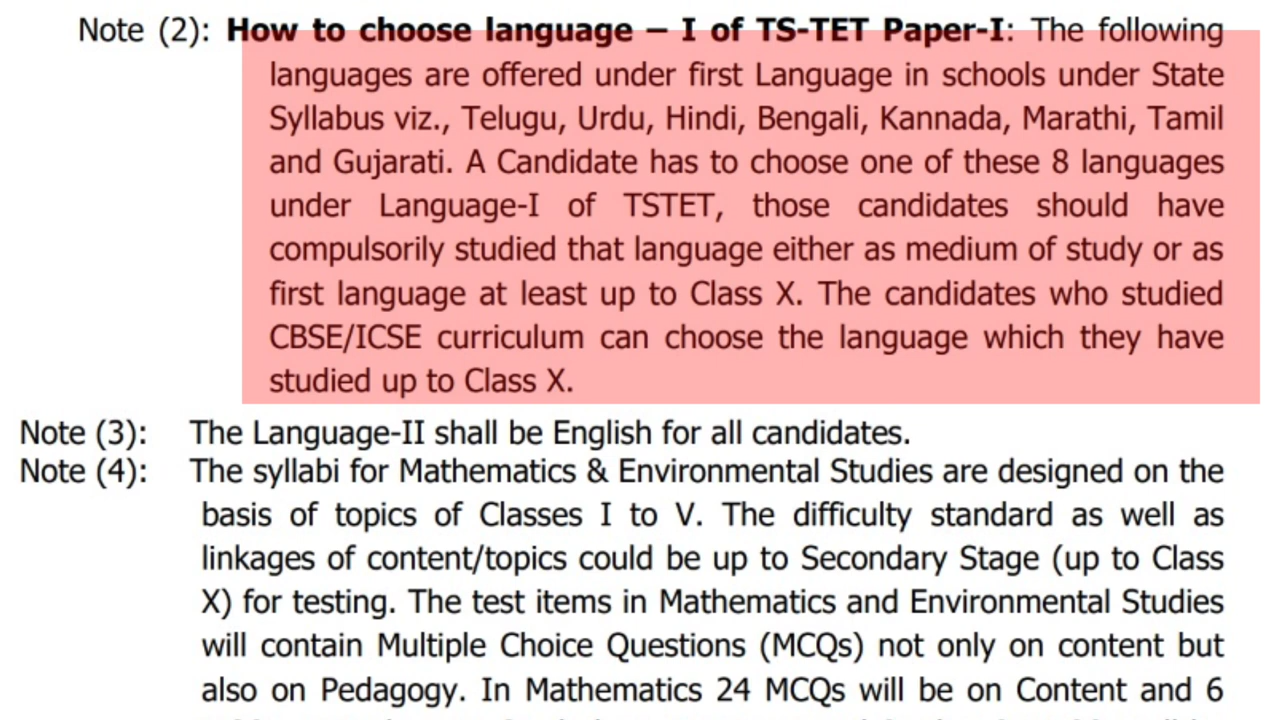 Note (2): How to choose language – I of TS-TET Paper-I: The following
languages are offered under first Language in schools under State
Syllabus viz., Telugu, Urdu, Hindi, Bengali, Kannada, Marathi, Tamil
and Gujarati. A Candidate has to choose one of these 8 languages
under Language-I of TSTET, those candidates should have
compulsorily studied that language either as medium of study or as
first language at least up to Class X. The candidates who studied
CBSE/ICSE curriculum can choose the language which they have
studied up to Class X.
Note (3): The Language-II shall be English for all candidates.
Note (4): The syllabi for Mathematics & Environmental Studies are designed on the
basis of topics of Classes I to V. The difficulty standard as well as
linkages of content/topics could be up to Secondary Stage (up to Class
X) for testing. The test items in Mathematics and Environmental Studies
will contain Multiple Choice Questions (MCQs) not only on content but
also on Pedagogy. In Mathematics 24 MCQs will be on Content and 6